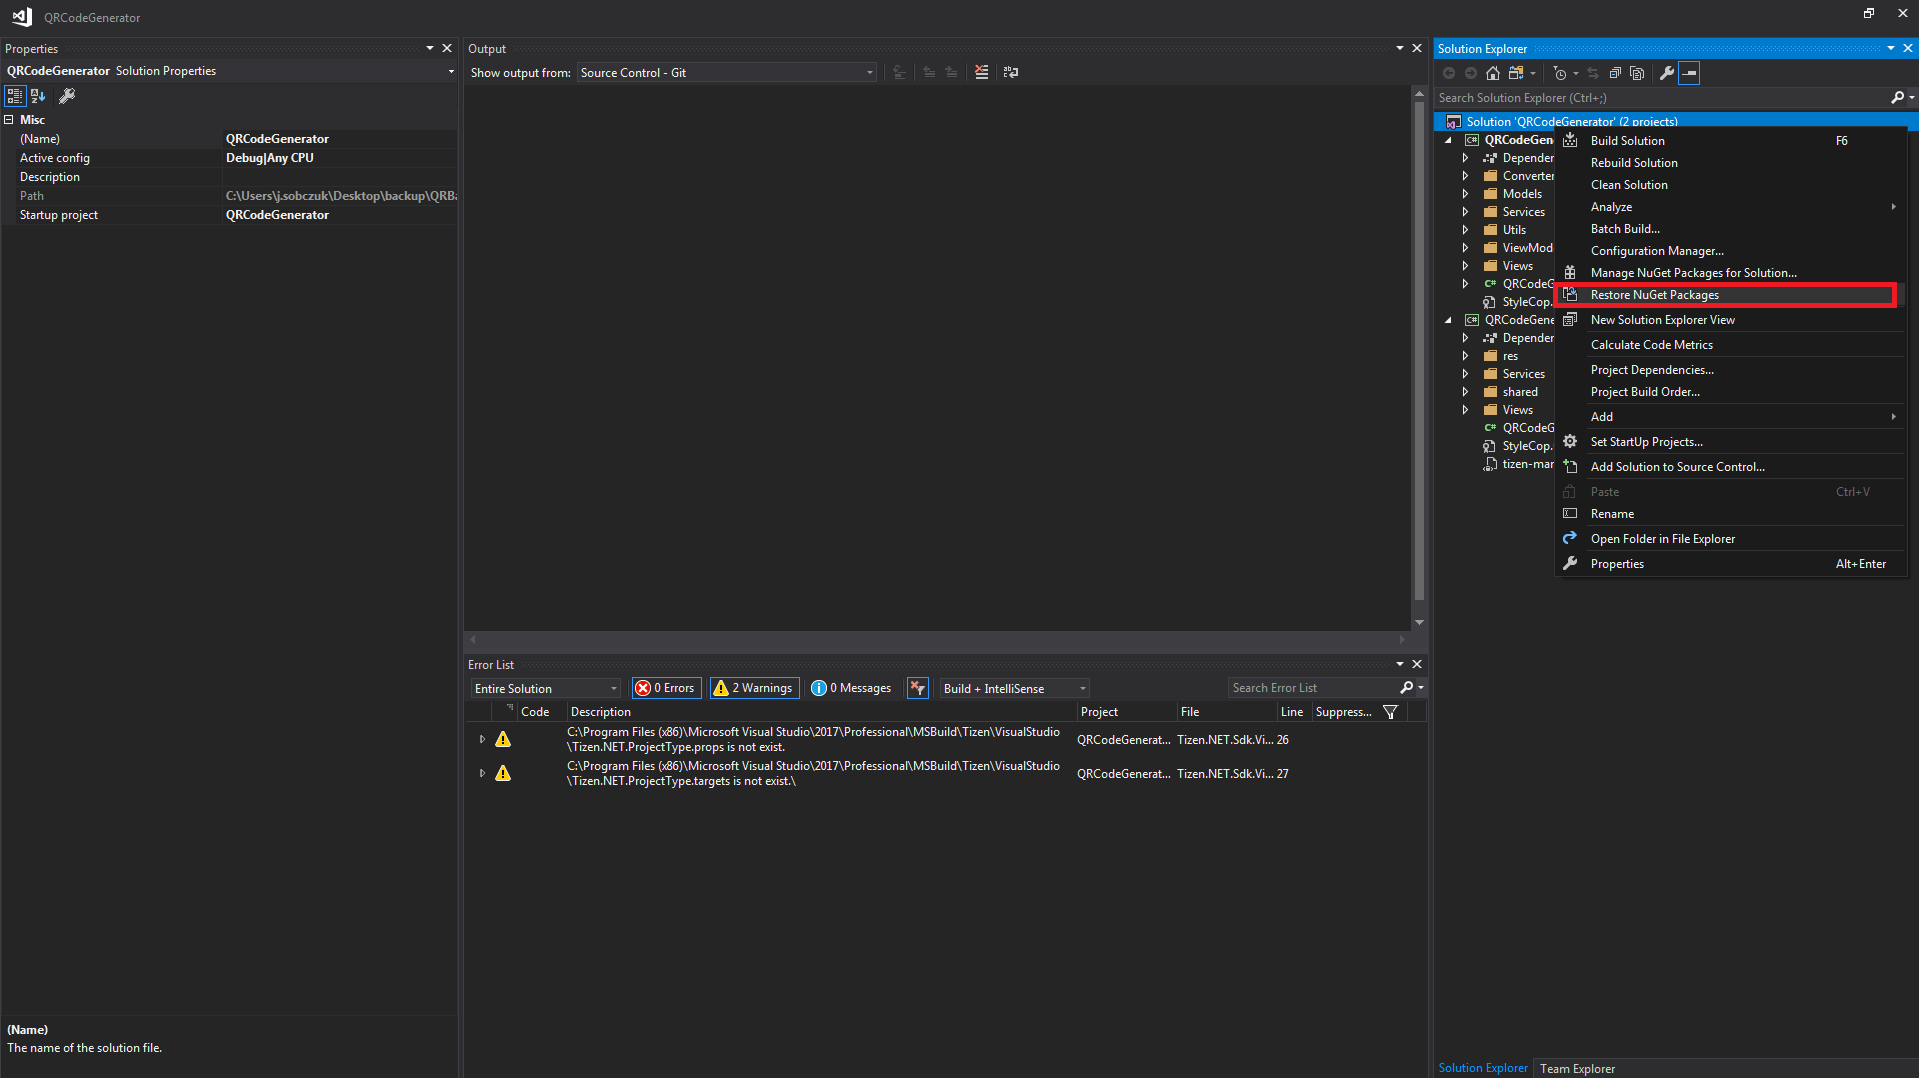 QRCodeGenerator
Properties
QRCodeGenerator Solution Properties
Misc
(Name) QRCodeGenerator
Active config Debug|Any CPU
Description
Path C:\Users\j.sobczuk\Desktop\backup\QRBa
Startup project QRCodeGenerator
(Name)
The name of the solution file.
Output
Show output from: Source Control - Git
Error List
Entire Solution 0 Errors 2 Warnings 0 Messages Build + IntelliSense Search Error List
Code Description Project File Line Suppress...
C:\Program Files (x86)\Microsoft Visual Studio\2017\Professional\MSBuild\Tizen\VisualStudio
\Tizen.NET.ProjectType.props is not exist. QRCodeGenerat... Tizen.NET.Sdk.Vi... 26
C:\Program Files (x86)\Microsoft Visual Studio\2017\Professional\MSBuild\Tizen\VisualStudio
\Tizen.NET.ProjectType.targets is not exist.\ QRCodeGenerat... Tizen.NET.Sdk.Vi... 27
Solution Explorer
Search Solution Explorer (Ctrl+;)
Solution 'QRCodeGenerator' (2 projects)
QRCodeGen
Depender
Converter
Models
Services
Utils
ViewMod
Views
QRCodeG
StyleCop.
QRCodeGene
Depender
res
Services
shared
Views
QRCodeG
StyleCop.
tizen-mar
Build Solution F6
Rebuild Solution
Clean Solution
Analyze
Batch Build...
Configuration Manager...
Manage NuGet Packages for Solution...
Restore NuGet Packages
New Solution Explorer View
Calculate Code Metrics
Project Dependencies...
Project Build Order...
Add
Set StartUp Projects...
Add Solution to Source Control...
Paste Ctrl+V
Rename
Open Folder in File Explorer
Properties Alt+Enter
Solution Explorer Team Explorer